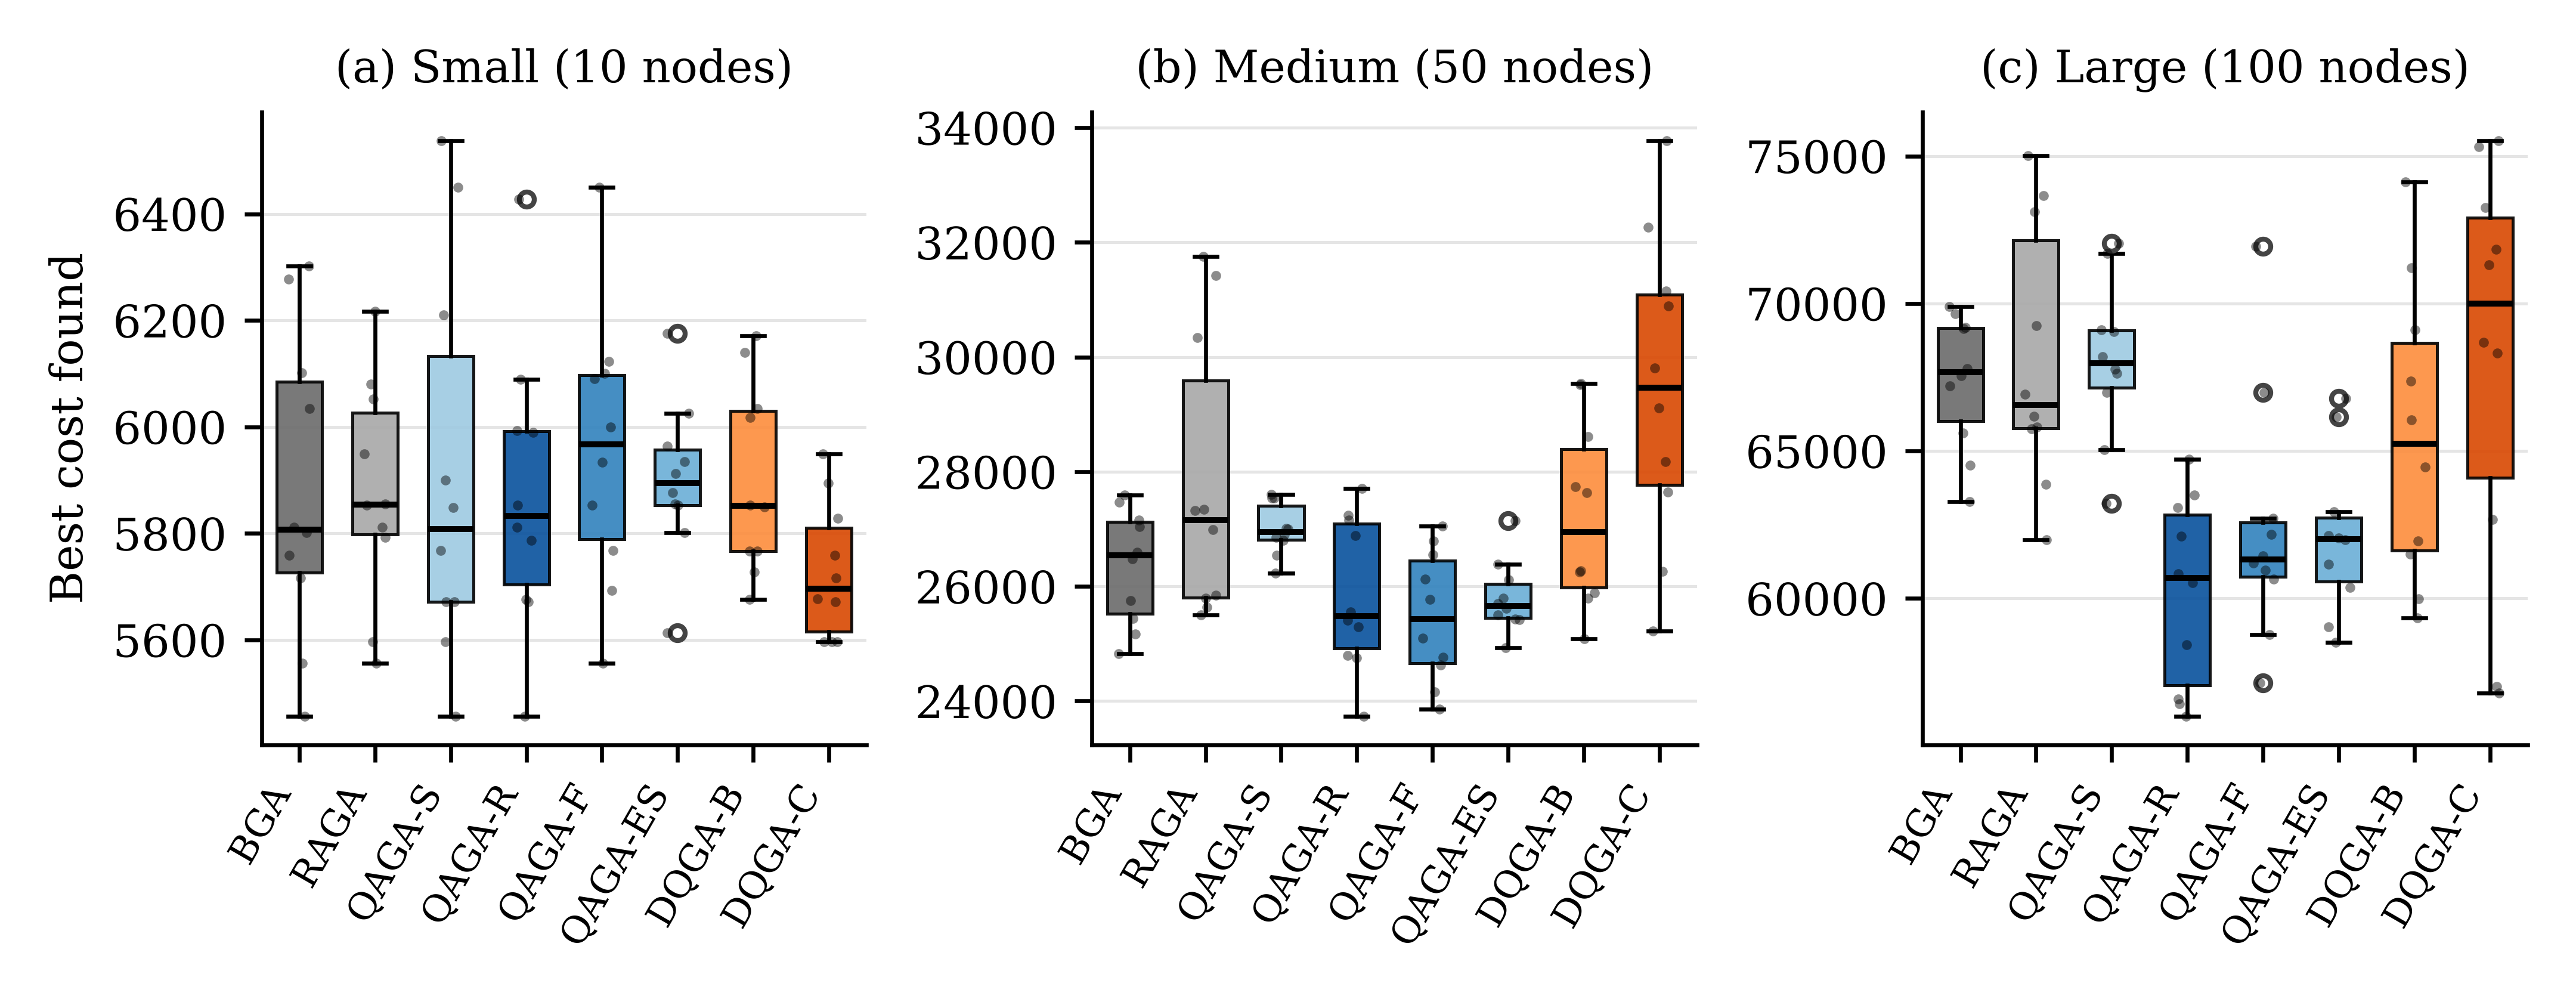 (a) Small (10 nodes)
Best cost found
6400
6200
6000
5800
5600
BGA
RAGA
QAGA-S
QAGA-R
QAGA-F
QAGA-ES
DQGA-B
DQGA-C
(b) Medium (50 nodes)
34000
32000
30000
28000
26000
24000
BGA
RAGA
QAGA-S
QAGA-R
QAGA-F
QAGA-ES
DQGA-B
DQGA-C
(c) Large (100 nodes)
75000
70000
65000
60000
BGA
RAGA
QAGA-S
QAGA-R
QAGA-F
QAGA-ES
DQGA-B
DQGA-C